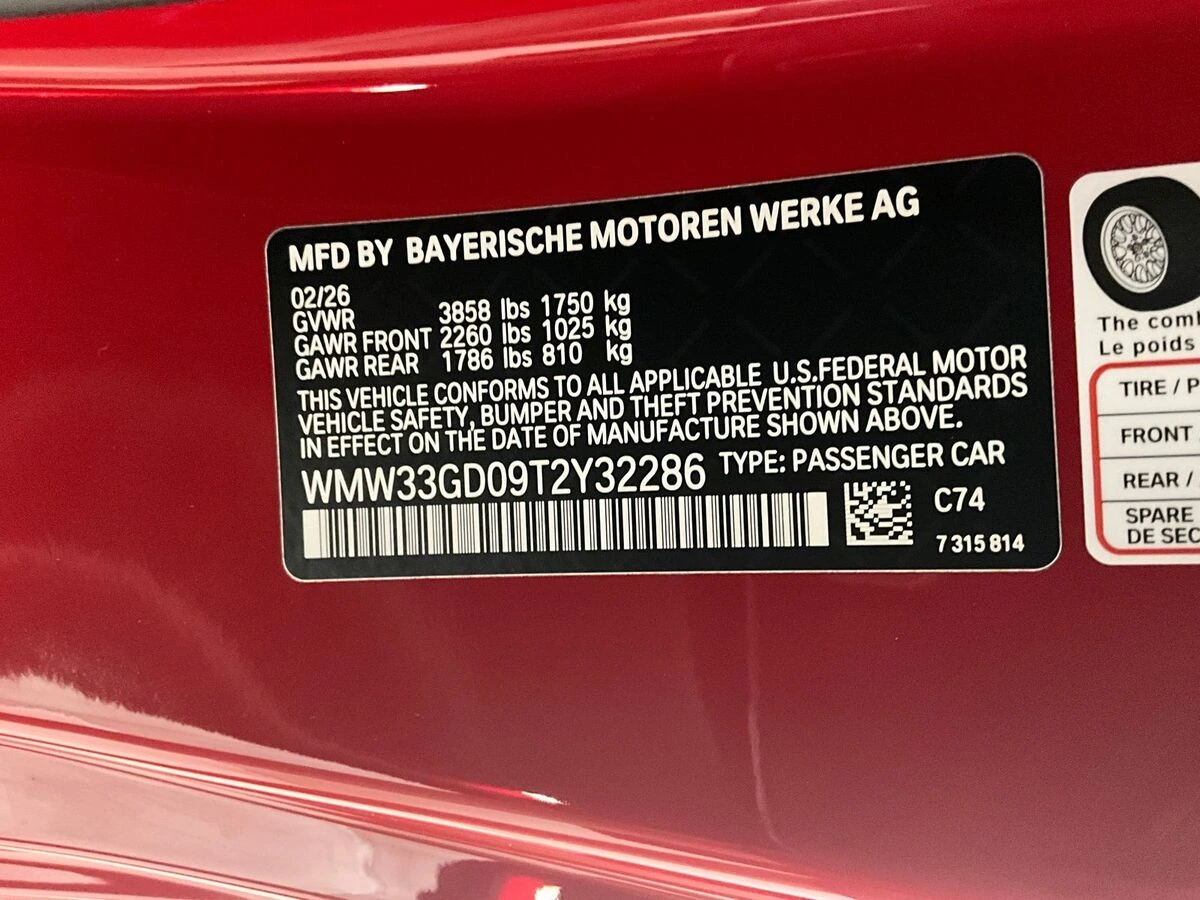 MFD BY BAYERISCHE MOTOREN WERKE AG
02/26
GVWR 3858 lbs 1750 kg
GAWR FRONT 2260 lbs 1025 kg
GAWR REAR 1786 lbs 810 kg
THIS VEHICLE CONFORMS TO ALL APPLICABLE U.S.FEDERAL MOTOR
VEHICLE SAFETY, BUMPER AND THEFT PREVENTION STANDARDS
IN EFFECT ON THE DATE OF MANUFACTURE SHOWN ABOVE.
WMW33GD09T2Y32286 TYPE: PASSENGER CAR
C74
7 315 814
The
Le poids
TIRE / P
FRONT
REAR /
SPARE
DE SEC